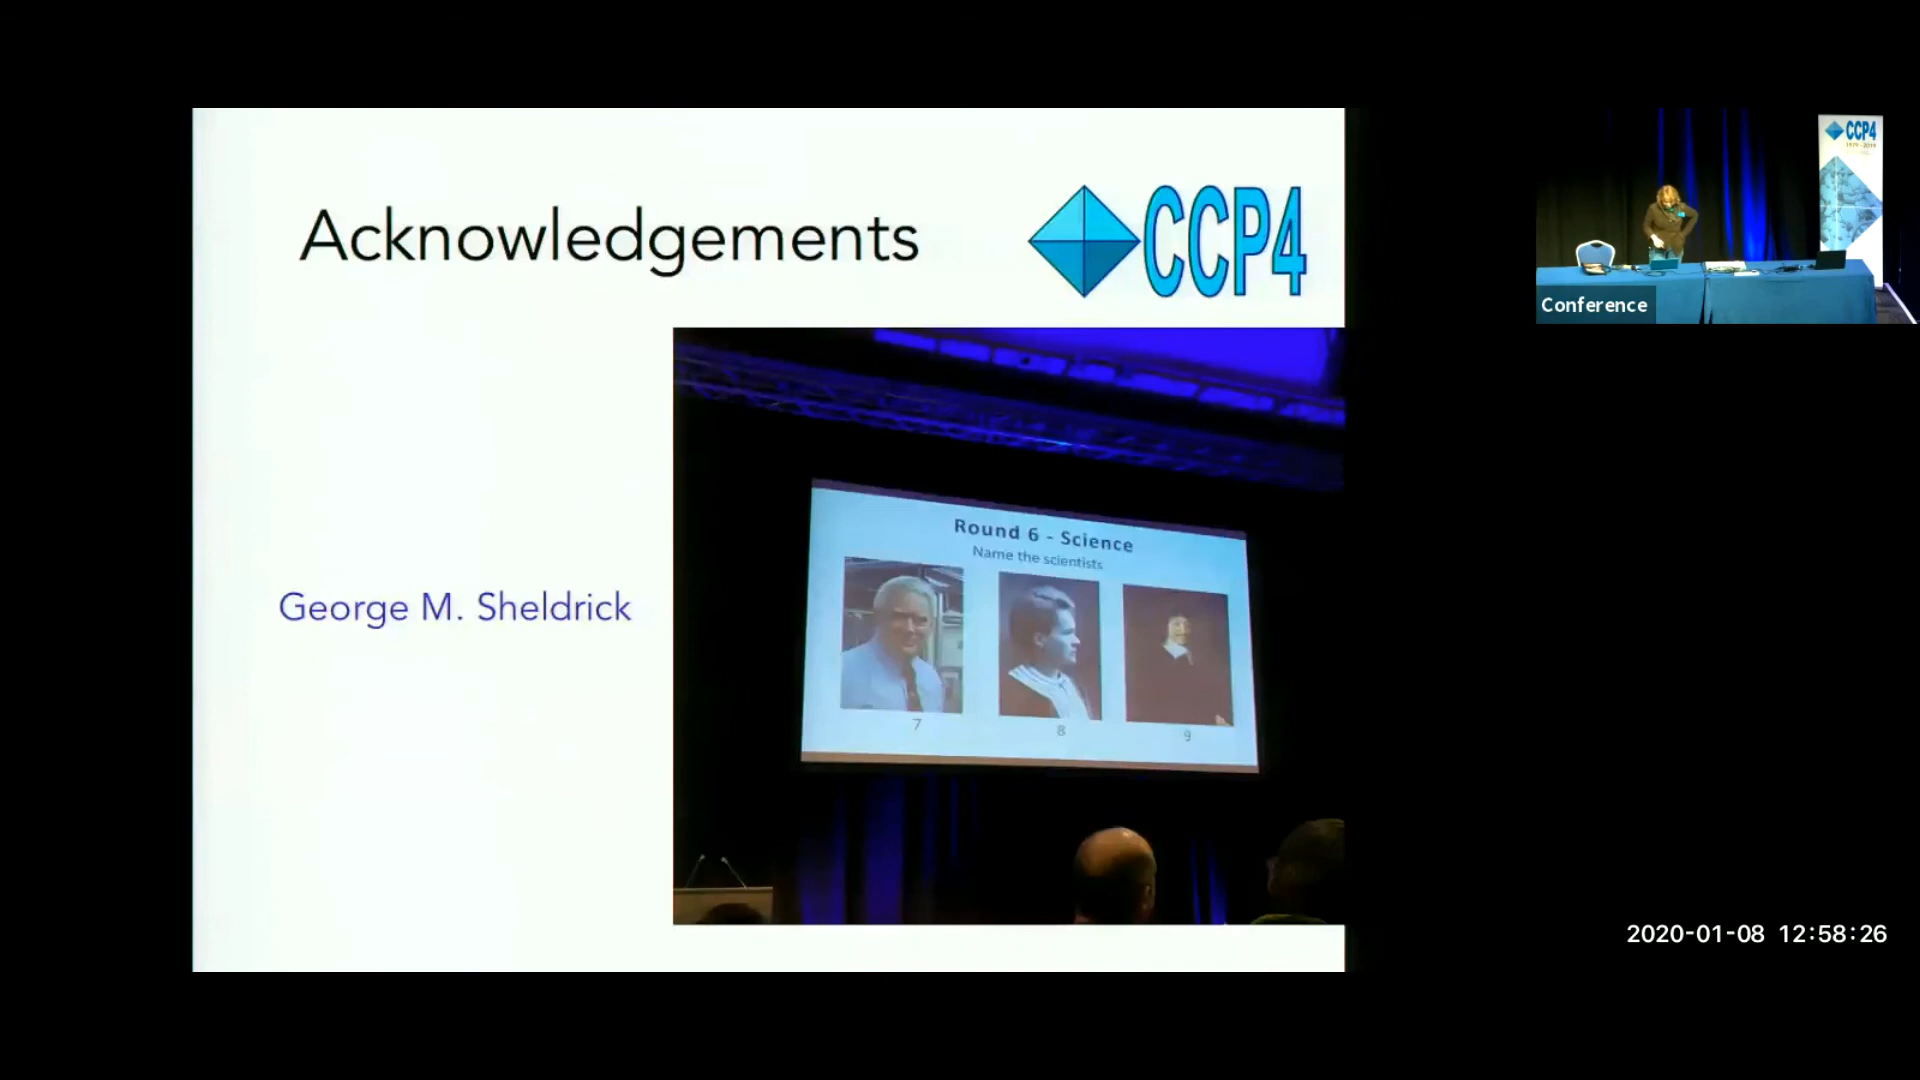 Acknowledgements
CCP4
George M. Sheldrick
Round 6 - Science
Name the scientists
7
8
9
CCP4
Conference
2020-01-08 12:58:26